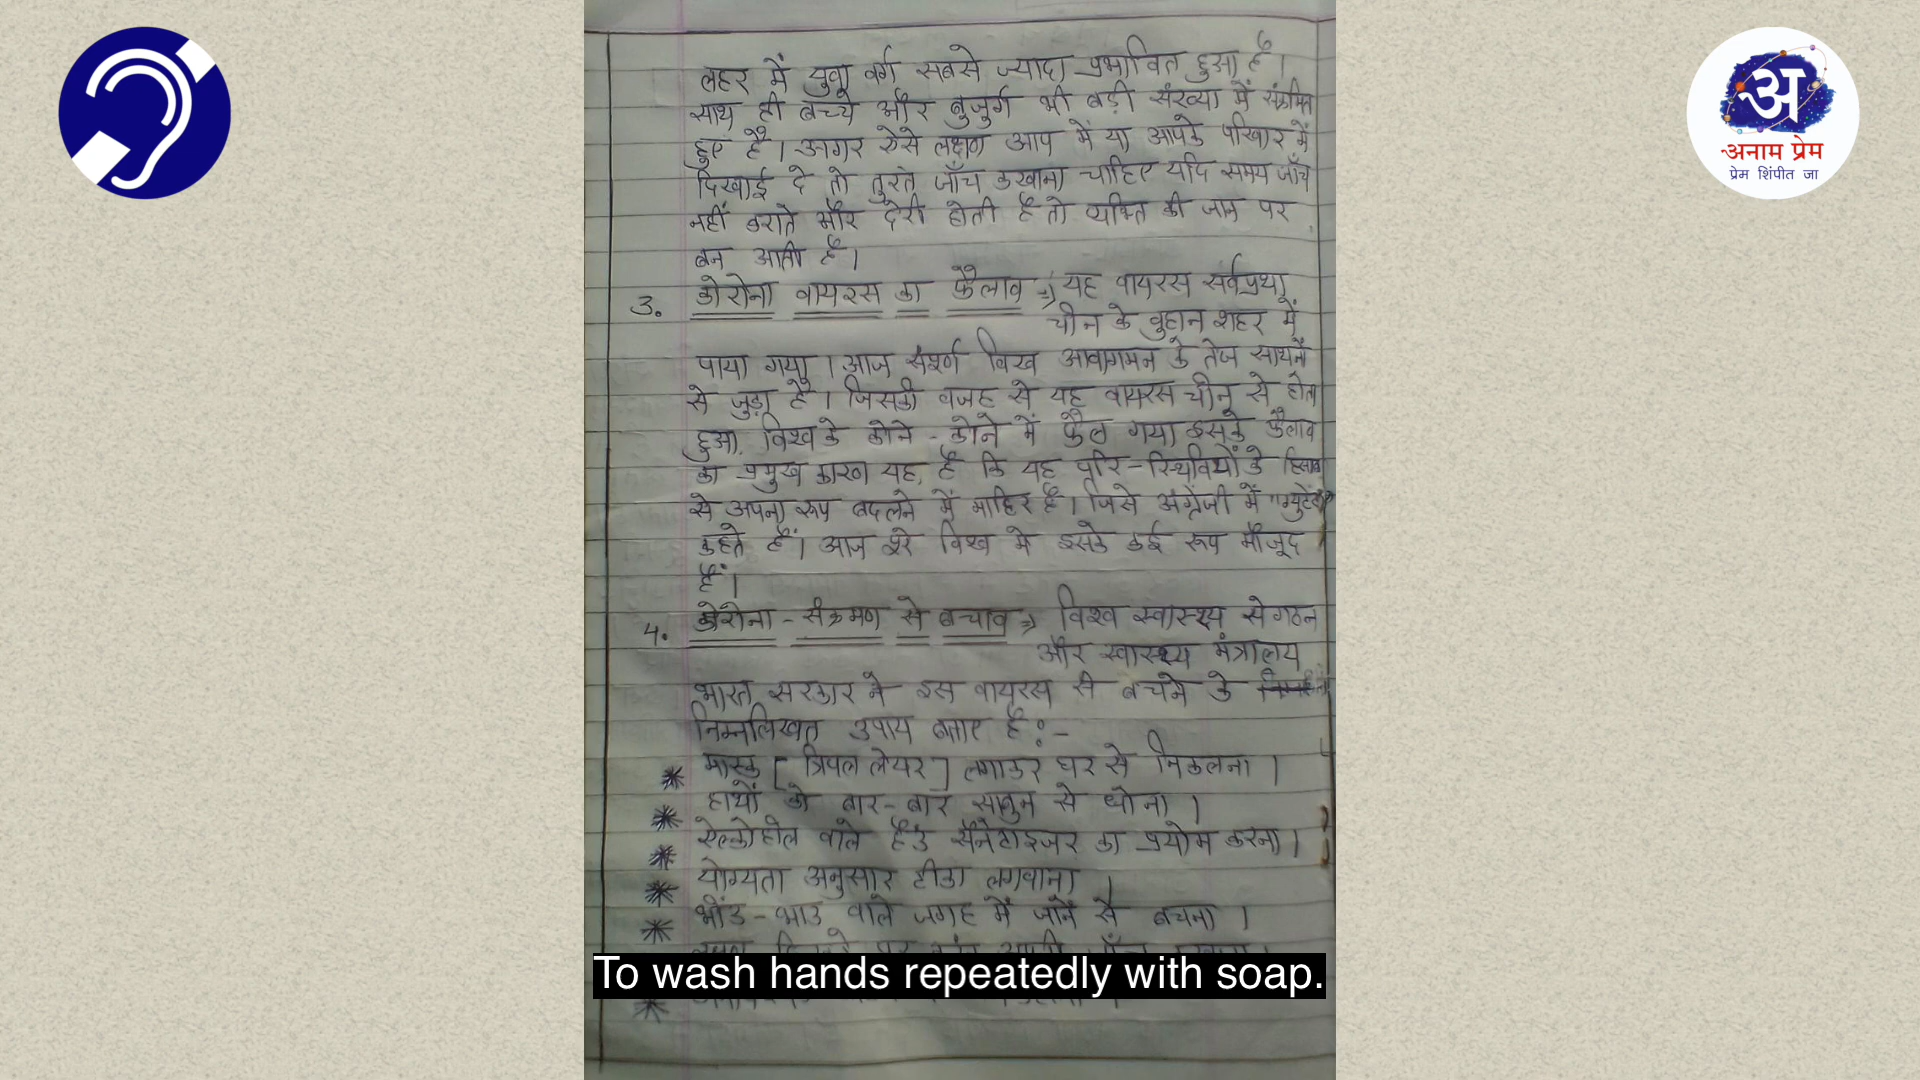 लहर में युवा वर्ग सबसे ज्यादा प्रभावित हुआ है।
साथ ही बच्चे और बुजुर्ग भी बड़ी संख्या में संक्रमित
हुए है। अगर ऐसे लक्षण आप में या आपके परिवार में
दिखाई दे तो तुरंत जाँच करवाना चाहिए यदि समय जाँच
नहीं कराते और देरी होती है तो व्यक्ति की जान पर
बन आती है।
3. कोरोना वायरस का फैलाव ⇒ यह वायरस सर्वप्रथा
चीन के वुहान शहर में
पाया गया। आज विश्व आवागमन के तेज साधनों
से जुड़ा है। जिसकी वजह से यह वायरस चीन से होता
हुआ विश्व के कोने - कोने में फैल गया इसके फैलाव
का प्रमुख कारण यह है कि यह परि-स्थितियों के हिसाब
से अपना रूप बदलने में माहिर है। जिसे अंग्रेजी में
कहते हैं। आज विश्व मे इसके कई रूप मौजूद
हैं।
4. कोरोना - संक्रमण से बचाव ⇒ विश्व स्वास्थ्य संगठन
और स्वास्थ्य मंत्रालय
भारत सरकार ने इस वायरस से बचने के
निम्नलिखत उपाय बताए है:-
* मास्क [ त्रिपल लेयर ] लगाकर घर से निकलना।
* हाथों को बार-बार साबुन से धोना।
* ऐल्कोहोल वाले हैंड सैनेटाइजर का प्रयोग करना।
* योग्यता अनुसार टीका लगवाना।
* भींड - भाड वाले जगह में जानें से बचना।
To wash hands repeatedly with soap.
अ
अनाम प्रेम
प्रेम शिंपीत जा